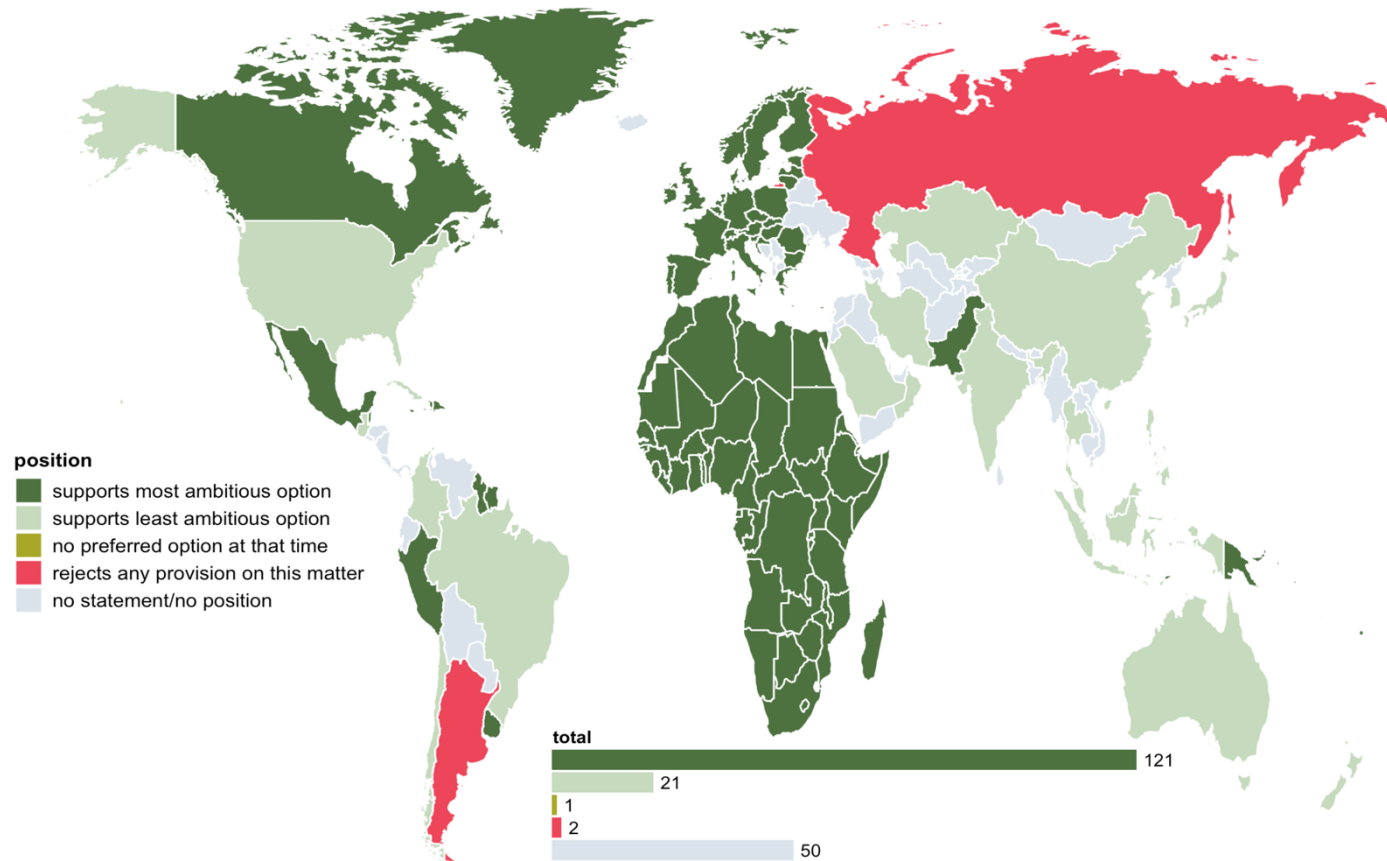 position
supports most ambitious option
supports least ambitious option
no preferred option at that time
rejects any provision on this matter
no statement/no position
total
121
21
1
2
50